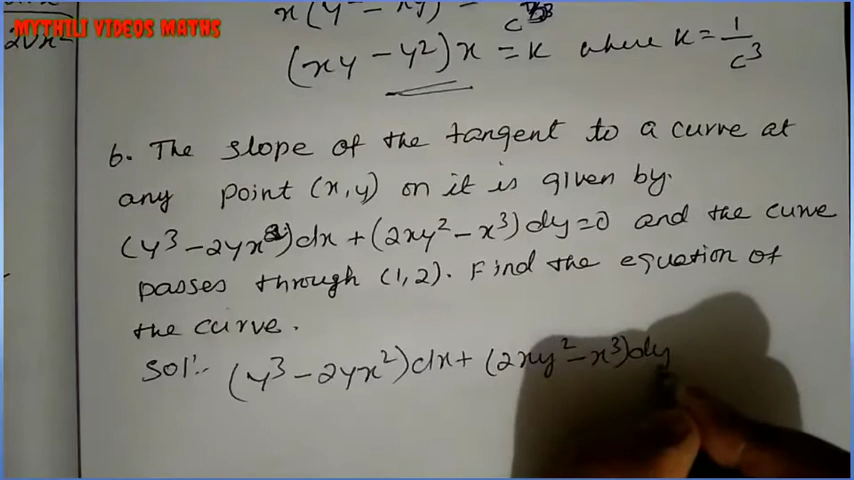 MYTHILI VIDEOS MATHS
2√x²
(xy - y²)x = k where k = 1/c³
6. The slope of the tangent to a curve at
any point (x,y) on it is given by.
(y³ - 2yx²)dx + (2xy² - x³)dy = 0 and the curve
passes through (1,2). Find the equation of
the curve.
Sol:- (y³ - 2yx²)dx + (2xy² - x³)dy